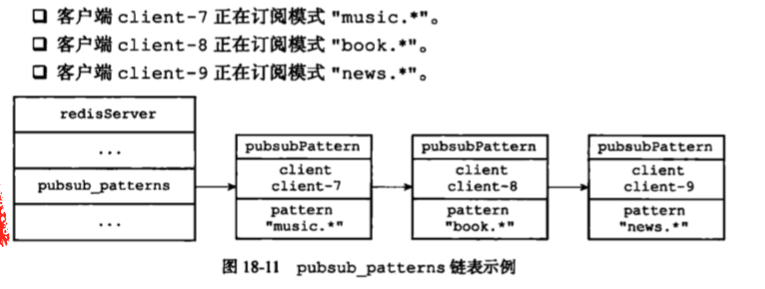 客户端 client-7 正在订阅模式 "music.*"。
客户端 client-8 正在订阅模式 "book.*"。
客户端 client-9 正在订阅模式 "news.*"。
redisServer
...
pubsub_patterns
...
pubsubPattern
client
client-7
pattern
"music.*"
pubsubPattern
client
client-8
pattern
"book.*"
pubsubPattern
client
client-9
pattern
"news.*"
图 18-11 pubsub_patterns 链表示例